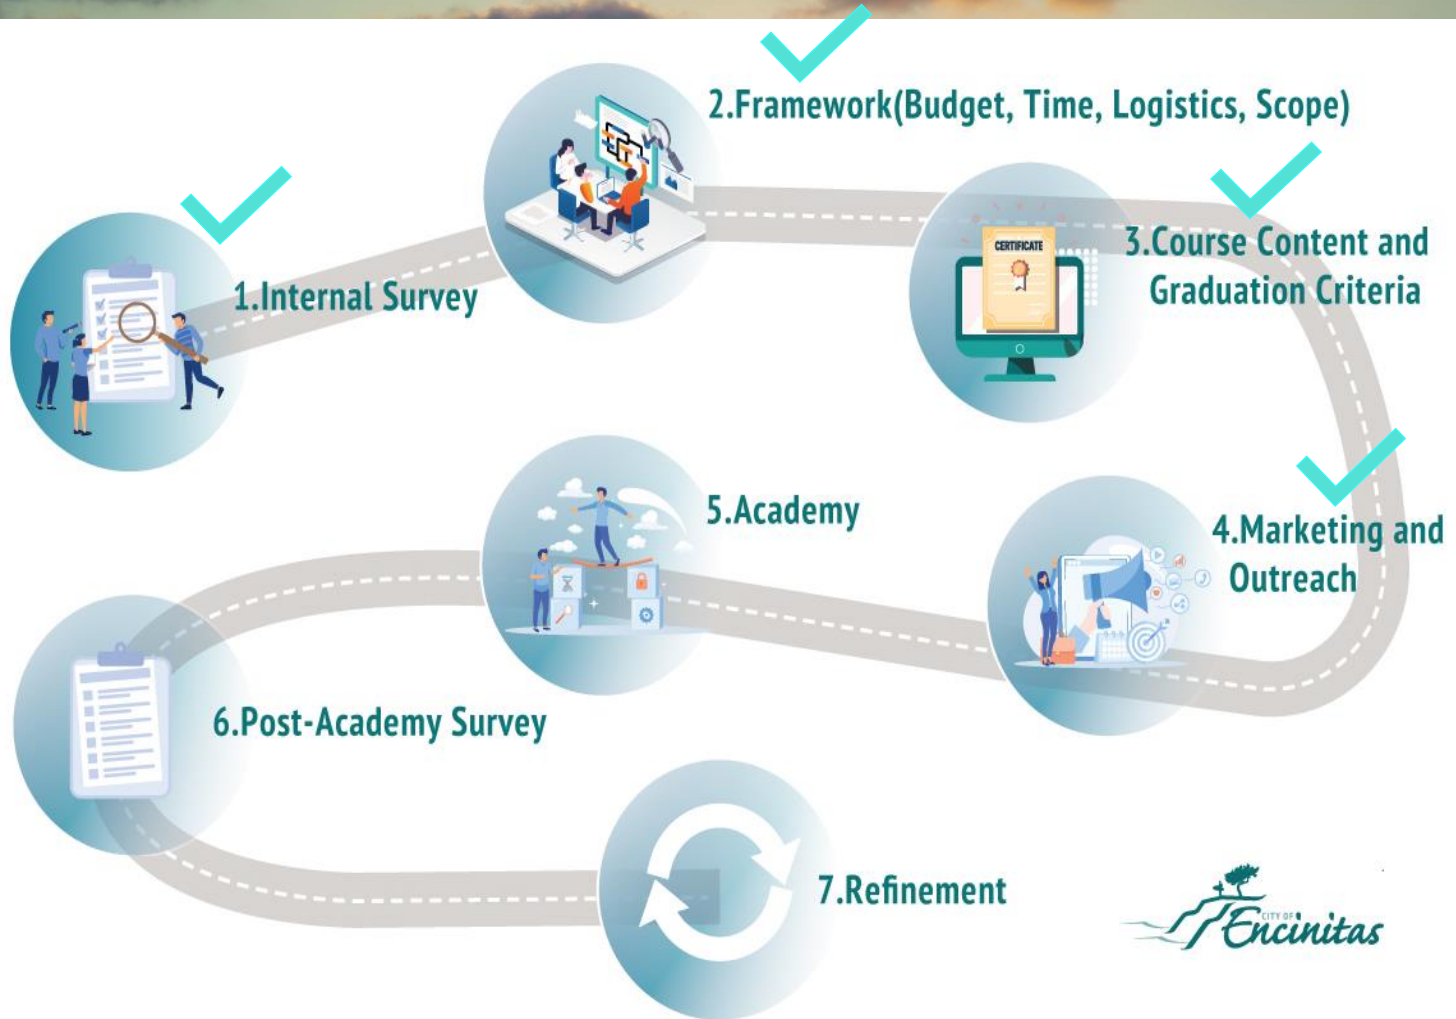 2.Framework(Budget, Time, Logistics, Scope)
1.Internal Survey
CERTIFICATE
3.Course Content and
Graduation Criteria
5.Academy
4.Marketing and
Outreach
6.Post-Academy Survey
7.Refinement
CITY OF
Encinitas